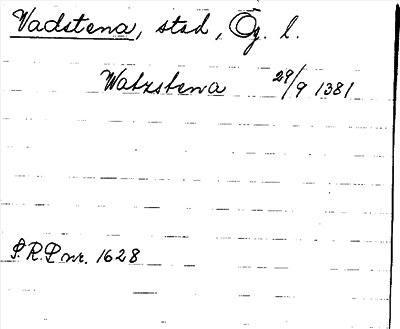 Vadstena, stad, Ög. l.
Watzstena 29/9 1381
S.R.P nr. 1628